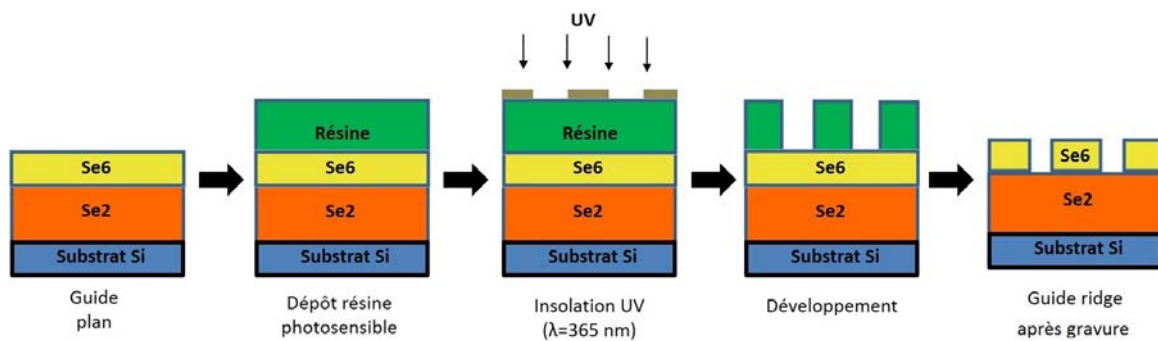 UV
Résine
Résine
Se6
Se6
Se6
Se6
Se6
Se2
Se2
Se2
Se2
Se2
Substrat Si
Substrat Si
Substrat Si
Substrat Si
Substrat Si
Guide
plan
Dépôt résine
photosensible
Insolation UV
(λ=365 nm)
Développement
Guide ridge
après gravure